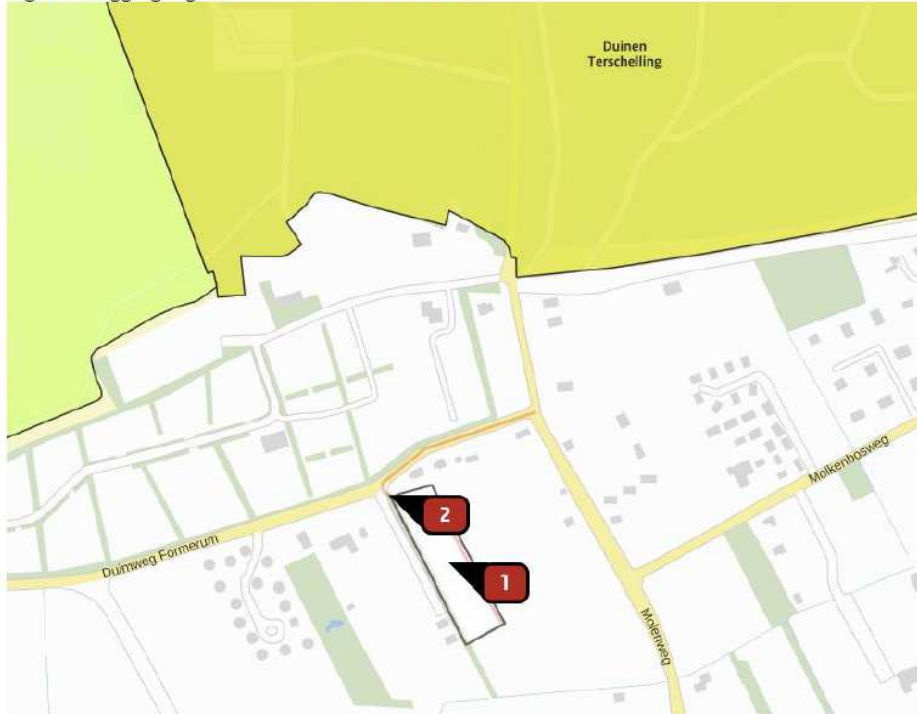 Duinen
Terschelling
Molkenbosweg
2
Duinweg Formerum
1
Molenweg